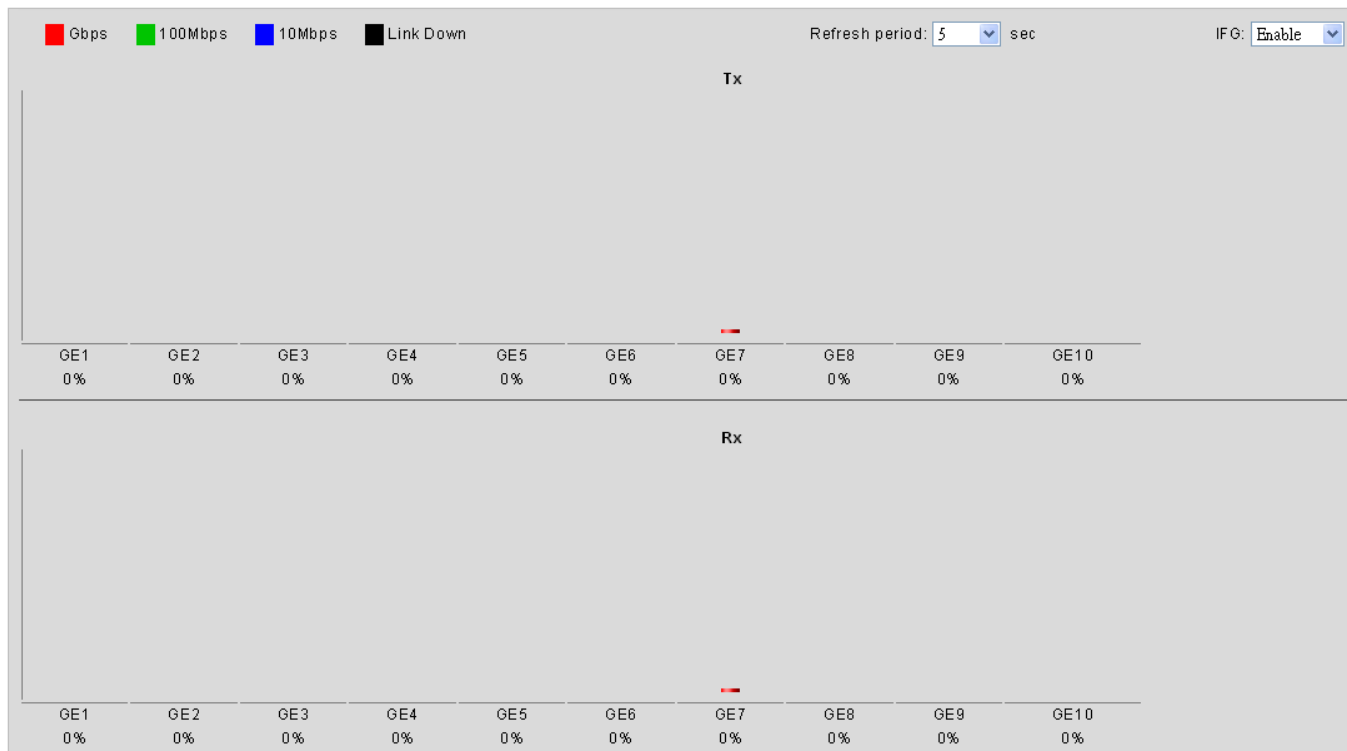 Gbps 100Mbps 10Mbps Link Down Refresh period: 5 sec IFG: Enable
Tx
GE1 GE2 GE3 GE4 GE5 GE6 GE7 GE8 GE9 GE10
0% 0% 0% 0% 0% 0% 0% 0% 0% 0%
Rx
GE1 GE2 GE3 GE4 GE5 GE6 GE7 GE8 GE9 GE10
0% 0% 0% 0% 0% 0% 0% 0% 0% 0%